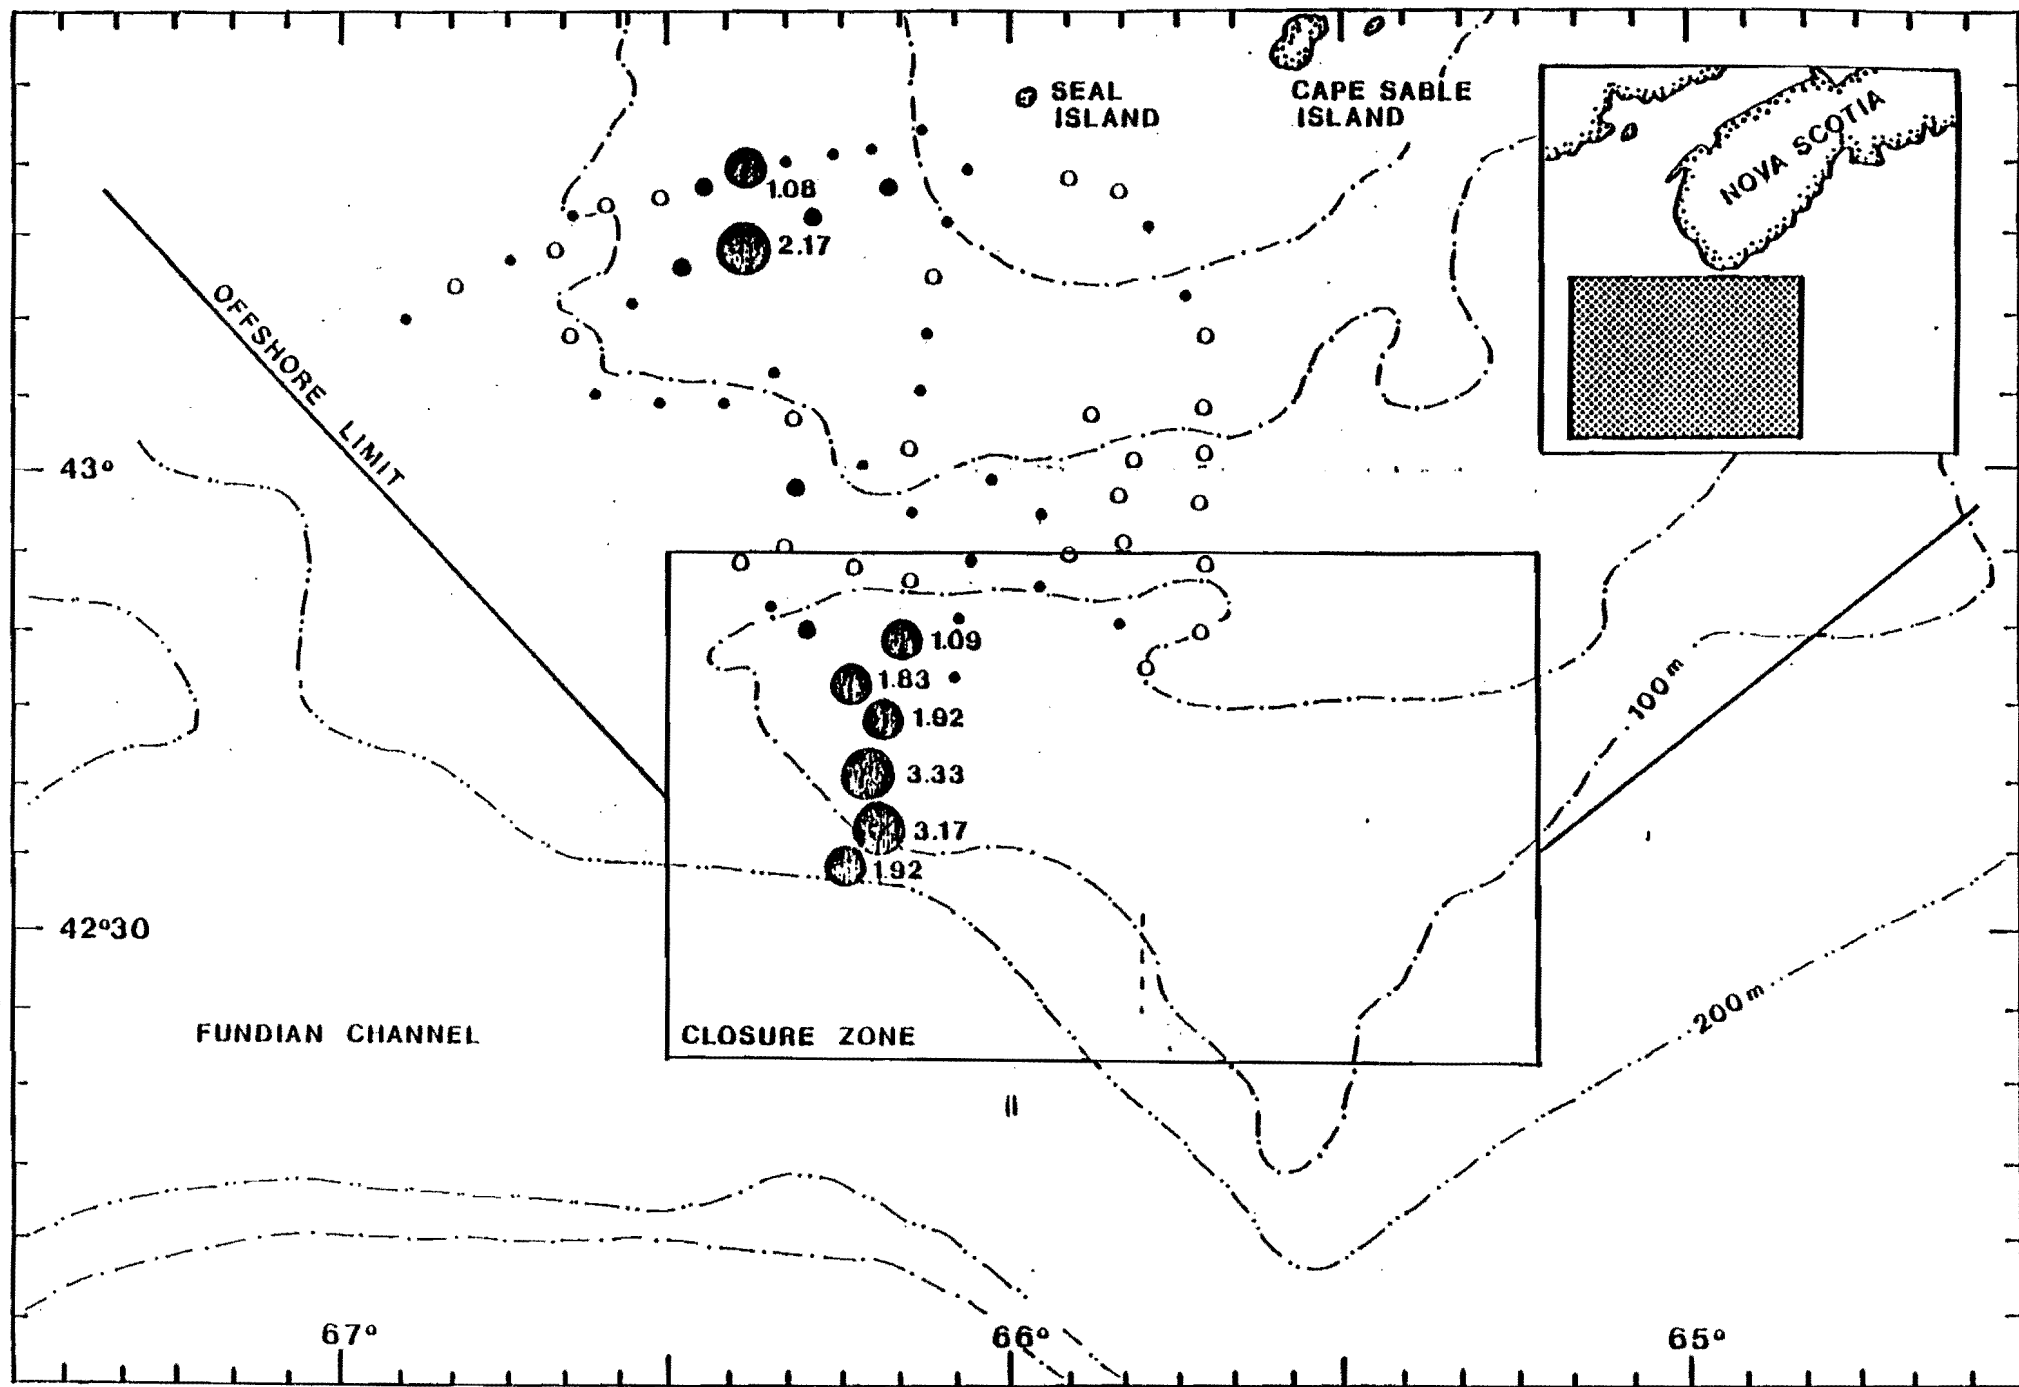 SEAL
ISLAND
CAPE SABLE
ISLAND
NOVA SCOTIA
1.08
2.17
OFFSHORE LIMIT
43°
1.09
1.83
1.92
3.33
3.17
1.92
100m
42°30
200m
FUNDIAN CHANNEL
CLOSURE ZONE
67°
66°
65°